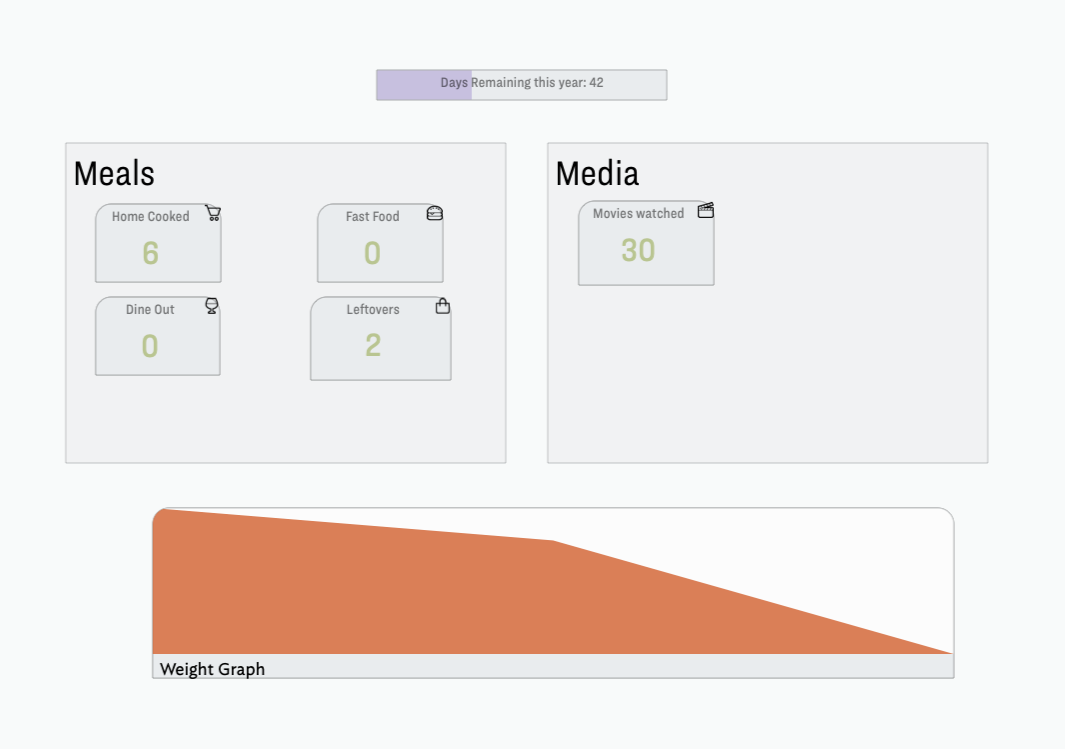 Days Remaining this year: 42
Meals
Home Cooked
6
Fast Food
0
Dine Out
0
Leftovers
2
Media
Movies watched
30
Weight Graph